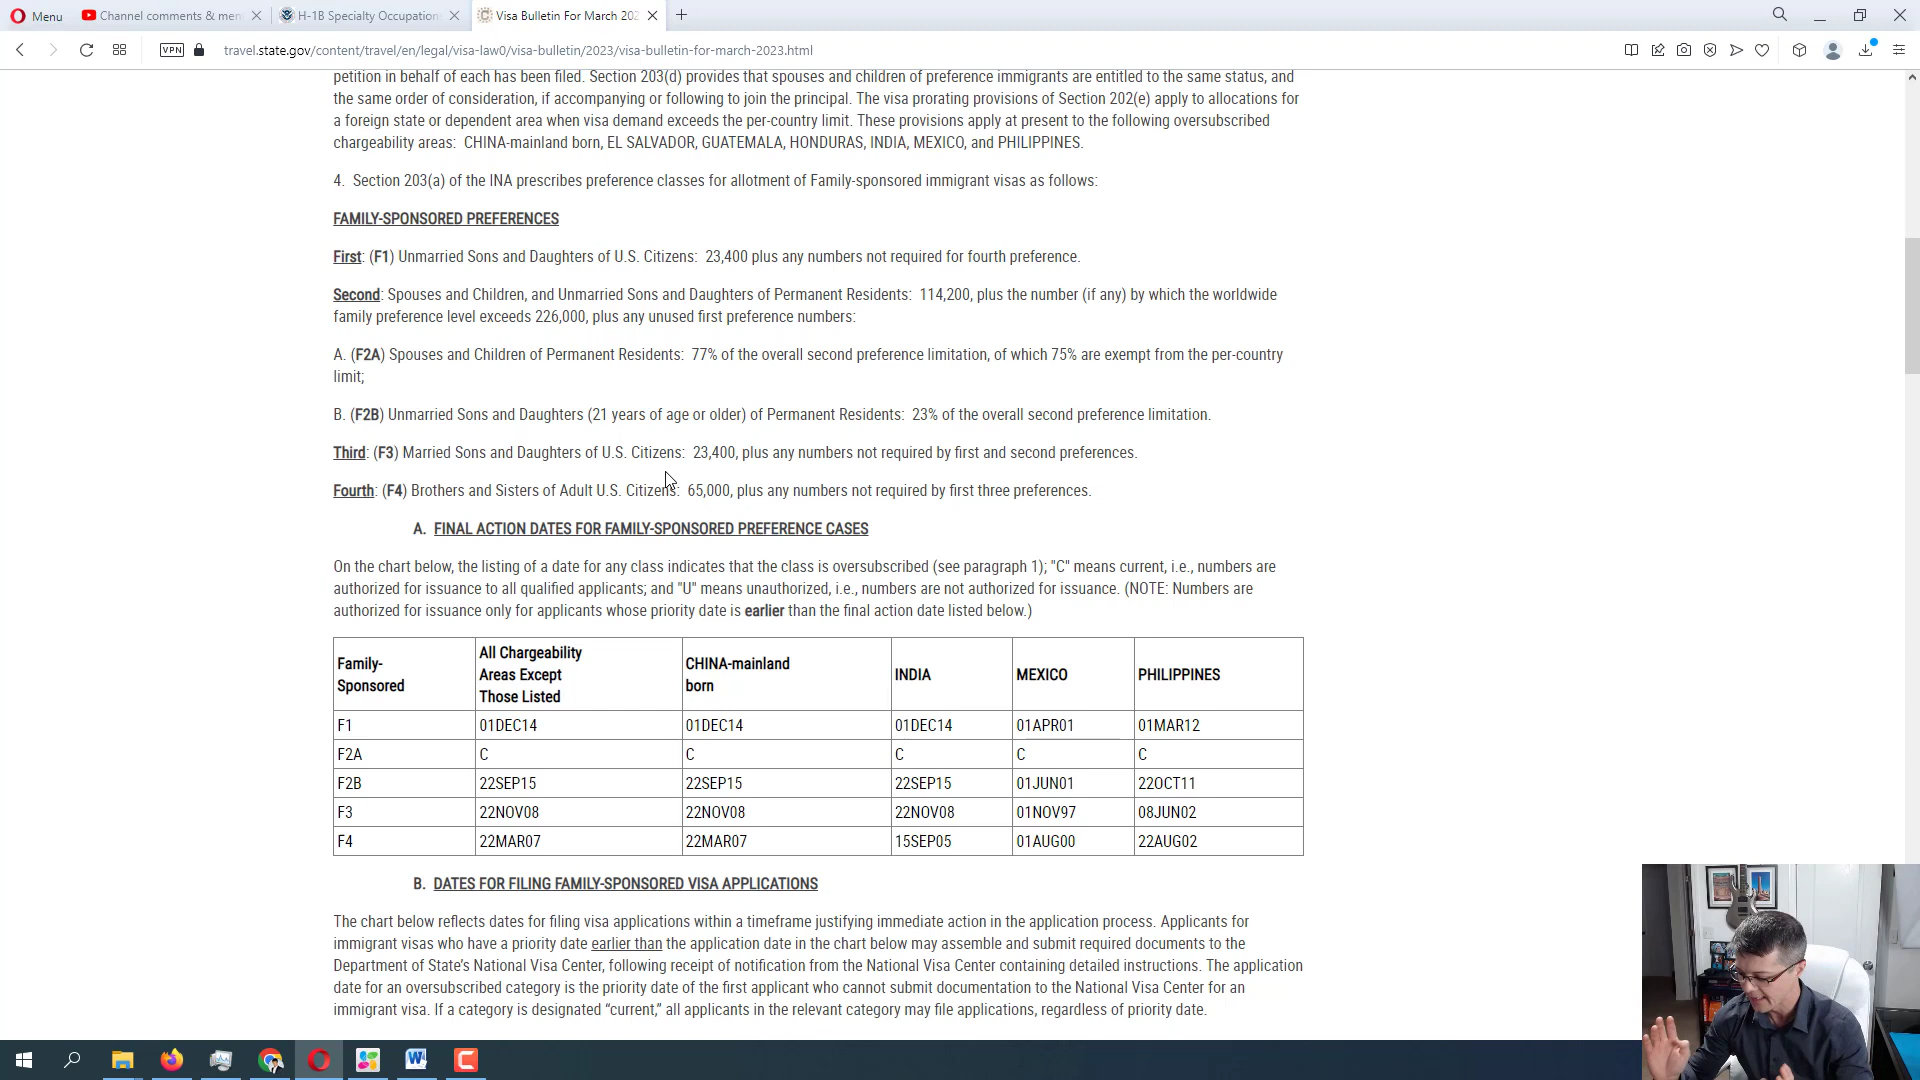 Menu
Channel comments & men
H-1B Specialty Occupation
Visa Bulletin For March 202
VPN
travel.state.gov/content/travel/en/legal/visa-law0/visa-bulletin/2023/visa-bulletin-for-march-2023.html
petition in behalf of each has been filed. Section 203(d) provides that spouses and children of preference immigrants are entitled to the same status, and
the same order of consideration, if accompanying or following to join the principal. The visa prorating provisions of Section 202(e) apply to allocations for
a foreign state or dependent area when visa demand exceeds the per-country limit. These provisions apply at present to the following oversubscribed
chargeability areas: CHINA-mainland born, EL SALVADOR, GUATEMALA, HONDURAS, INDIA, MEXICO, and PHILIPPINES.
4. Section 203(a) of the INA prescribes preference classes for allotment of Family-sponsored immigrant visas as follows:
FAMILY-SPONSORED PREFERENCES
First: (F1) Unmarried Sons and Daughters of U.S. Citizens: 23,400 plus any numbers not required for fourth preference.
Second: Spouses and Children, and Unmarried Sons and Daughters of Permanent Residents: 114,200, plus the number (if any) by which the worldwide
family preference level exceeds 226,000, plus any unused first preference numbers:
A. (F2A) Spouses and Children of Permanent Residents: 77% of the overall second preference limitation, of which 75% are exempt from the per-country
limit;
B. (F2B) Unmarried Sons and Daughters (21 years of age or older) of Permanent Residents: 23% of the overall second preference limitation.
Third: (F3) Married Sons and Daughters of U.S. Citizens: 23,400, plus any numbers not required by first and second preferences.
Fourth: (F4) Brothers and Sisters of Adult U.S. Citizens: 65,000, plus any numbers not required by first three preferences.
A. FINAL ACTION DATES FOR FAMILY-SPONSORED PREFERENCE CASES
On the chart below, the listing of a date for any class indicates that the class is oversubscribed (see paragraph 1); "C" means current, i.e., numbers are
authorized for issuance to all qualified applicants; and "U" means unauthorized, i.e., numbers are not authorized for issuance. (NOTE: Numbers are
authorized for issuance only for applicants whose priority date is earlier than the final action date listed below.)
Family-Sponsored All Chargeability Areas Except Those Listed CHINA-mainland born INDIA MEXICO PHILIPPINES
F1 01DEC14 01DEC14 01DEC14 01APR01 01MAR12
F2A C C C C C
F2B 22SEP15 22SEP15 22SEP15 01JUN01 22OCT11
F3 22NOV08 22NOV08 22NOV08 01NOV97 08JUN02
F4 22MAR07 22MAR07 15SEP05 01AUG00 22AUG02
B. DATES FOR FILING FAMILY-SPONSORED VISA APPLICATIONS
The chart below reflects dates for filing visa applications within a timeframe justifying immediate action in the application process. Applicants for
immigrant visas who have a priority date earlier than the application date in the chart below may assemble and submit required documents to the
Department of State's National Visa Center, following receipt of notification from the National Visa Center containing detailed instructions. The application
date for an oversubscribed category is the priority date of the first applicant who cannot submit documentation to the National Visa Center for an
immigrant visa. If a category is designated “current,” all applicants in the relevant category may file applications, regardless of priority date.